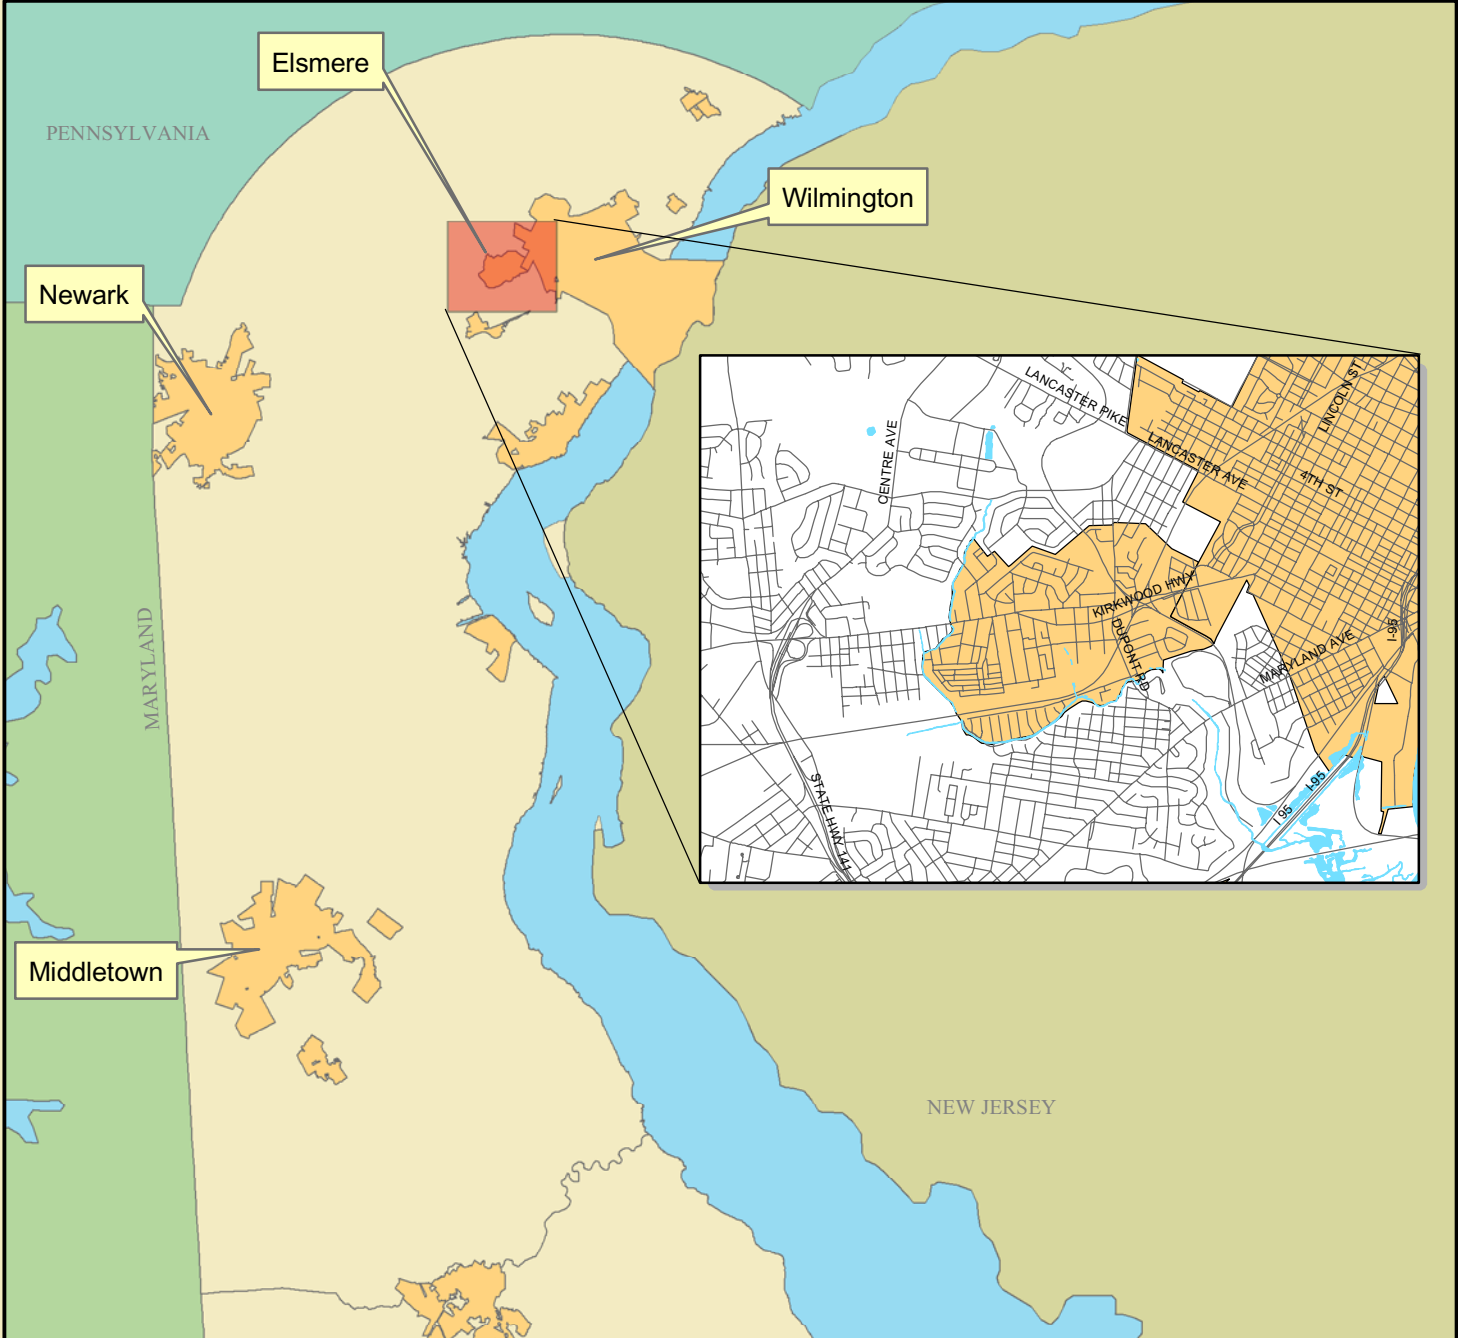 Elsmere
PENNSYLVANIA
Wilmington
Newark
LANCASTER PIKE
LINCOLN ST
CENTRE AVE
LANCASTER AVE
4TH ST
KIRKWOOD HWY
DUPONT RD
MARYLAND AVE
I-95
MARYLAND
STATE HWY 141
I 95
I-95
Middletown
NEW JERSEY